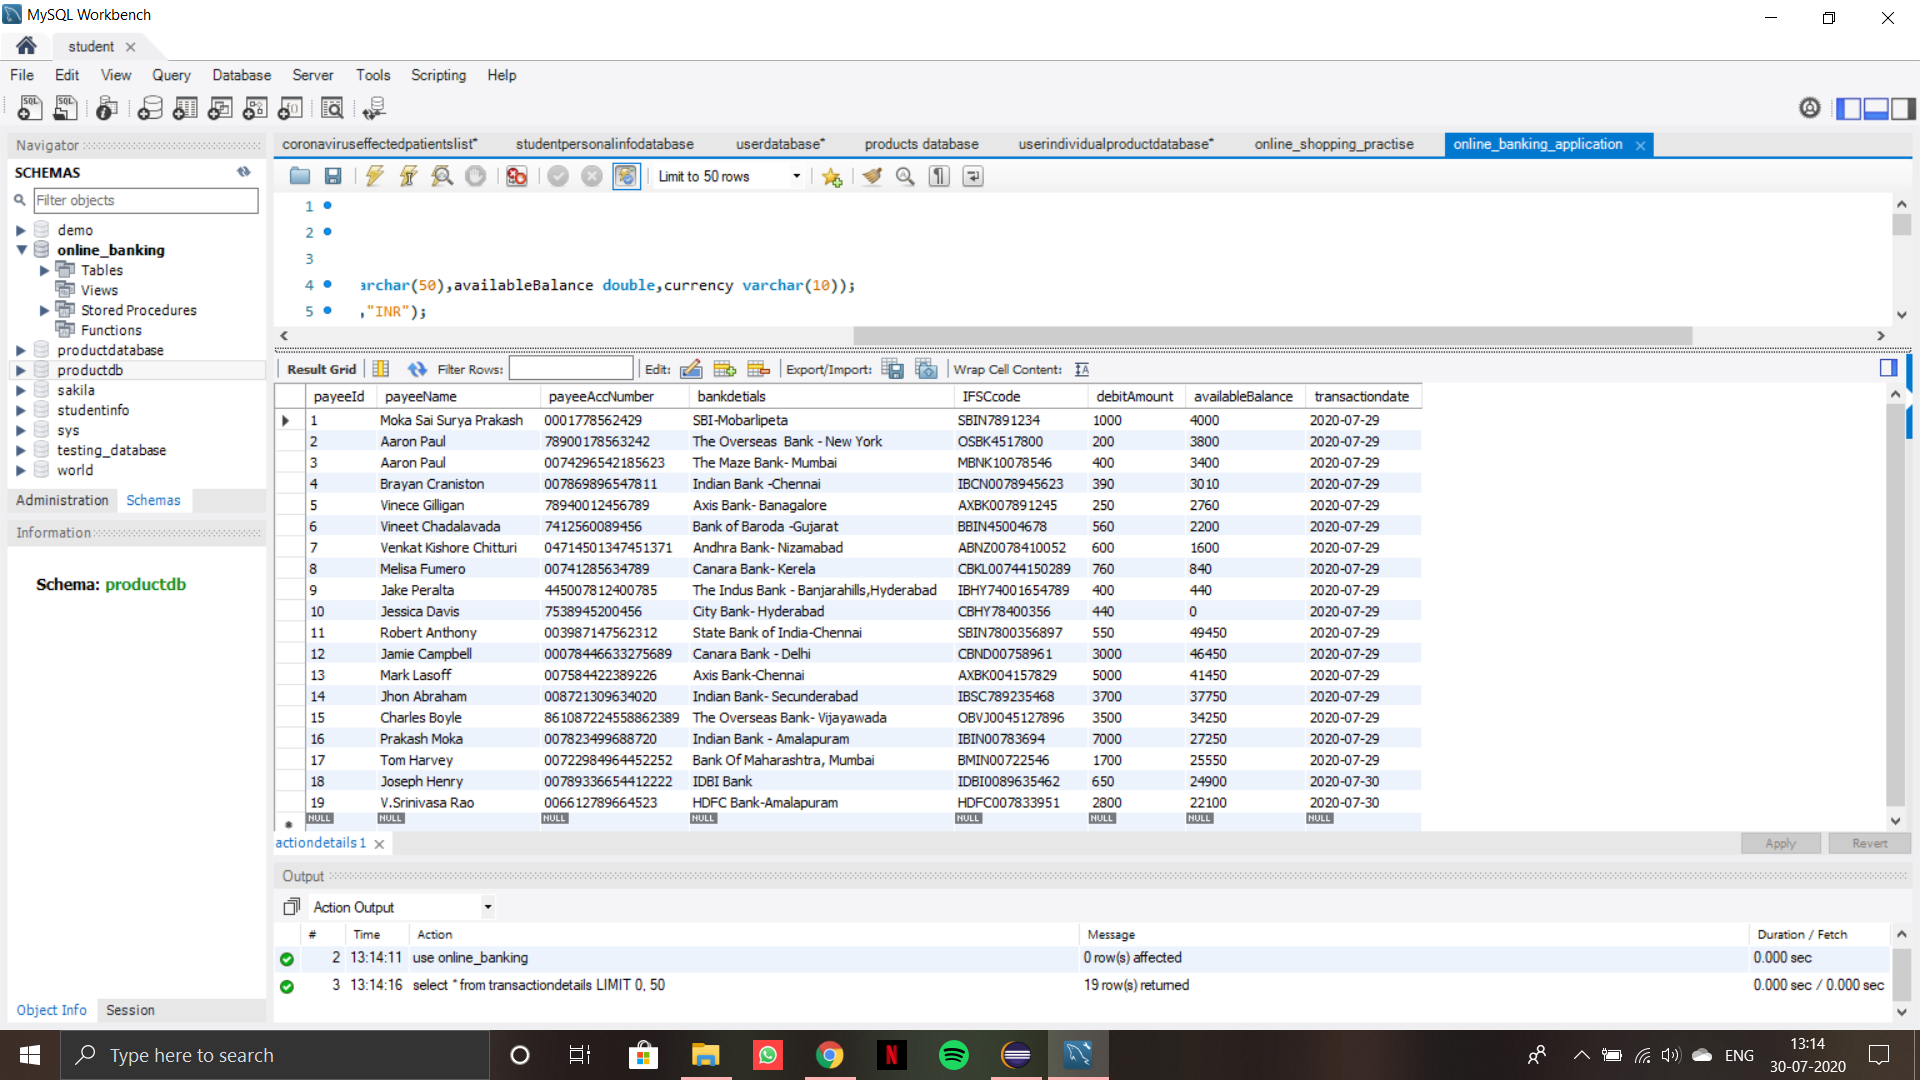 MySQL Workbench
student
File Edit View Query Database Server Tools Scripting Help
Navigator
SCHEMAS
Filter objects
demo
online_banking
Tables
Views
Stored Procedures
Functions
productdatabase
productdb
sakila
studentinfo
sys
testing_database
world
Administration Schemas
Information
Schema: productdb
Object Info Session
coronaviruseffectedpatientslist* studentpersonalinfodatabase userdatabase* products database userindividualproductdatabase* online_shopping_practise online_banking_application
Limit to 50 rows
1
2
3
4 archar(50),availableBalance double,currency varchar(10));
5 ,"INR");
Result Grid Filter Rows: Edit: Export/Import: Wrap Cell Content:
payeeId payeeName payeeAccNumber bankdetials IFSCcode debitAmount availableBalance transactiondate
1 Moka Sai Surya Prakash 0001778562429 SBI-Mobarlipeta SBIN7891234 1000 4000 2020-07-29
2 Aaron Paul 78900178563242 The Overseas Bank - New York OSBK4517800 200 3800 2020-07-29
3 Aaron Paul 0074296542185623 The Maze Bank- Mumbai MBNK10078546 400 3400 2020-07-29
4 Brayan Craniston 007869896547811 Indian Bank -Chennai IBCN0078945623 390 3010 2020-07-29
5 Vinece Gilligan 78940012456789 Axis Bank- Banagalore AXBK007891245 250 2760 2020-07-29
6 Vineet Chadalavada 7412560089456 Bank of Baroda -Gujarat BBIN45004678 560 2200 2020-07-29
7 Venkat Kishore Chitturi 04714501347451371 Andhra Bank- Nizamabad ABNZ0078410052 600 1600 2020-07-29
8 Melisa Fumero 00741285634789 Canara Bank- Kerela CBKL00744150289 760 840 2020-07-29
9 Jake Peralta 445007812400785 The Indus Bank - Banjarahills,Hyderabad IBHY74001654789 400 440 2020-07-29
10 Jessica Davis 7538945200456 City Bank- Hyderabad CBHY78400356 440 0 2020-07-29
11 Robert Anthony 003987147562312 State Bank of India-Chennai SBIN7800356897 550 49450 2020-07-29
12 Jamie Campbell 00078446633275689 Canara Bank - Delhi CBND00758961 3000 46450 2020-07-29
13 Mark Lasoff 007584422389226 Axis Bank-Chennai AXBK004157829 5000 41450 2020-07-29
14 Jhon Abraham 008721309634020 Indian Bank- Secunderabad IBSC789235468 3700 37750 2020-07-29
15 Charles Boyle 861087224558862389 The Overseas Bank- Vijayawada OBVJ0045127896 3500 34250 2020-07-29
16 Prakash Moka 007823499688720 Indian Bank - Amalapuram IBIN00783694 7000 27250 2020-07-29
17 Tom Harvey 00722984964452252 Bank Of Maharashtra, Mumbai BMIN00722546 1700 25550 2020-07-29
18 Joseph Henry 007893366544122​22 IDBI Bank IDBI0089635462 650 24900 2020-07-30
19 V.Srinivasa Rao 006612789664523 HDFC Bank-Amalapuram HDFC007833951 2800 22100 2020-07-30
NULL NULL NULL NULL NULL NULL NULL NULL
actiondetails1 Apply Revert
Output
Action Output
# Time Action Message Duration / Fetch
2 13:14:11 use online_banking 0 row(s) affected 0.000 sec
3 13:14:16 select * from transactiondetails LIMIT 0, 50 19 row(s) returned 0.000 sec / 0.000 sec
Type here to search
ENG
13:14
30-07-2020